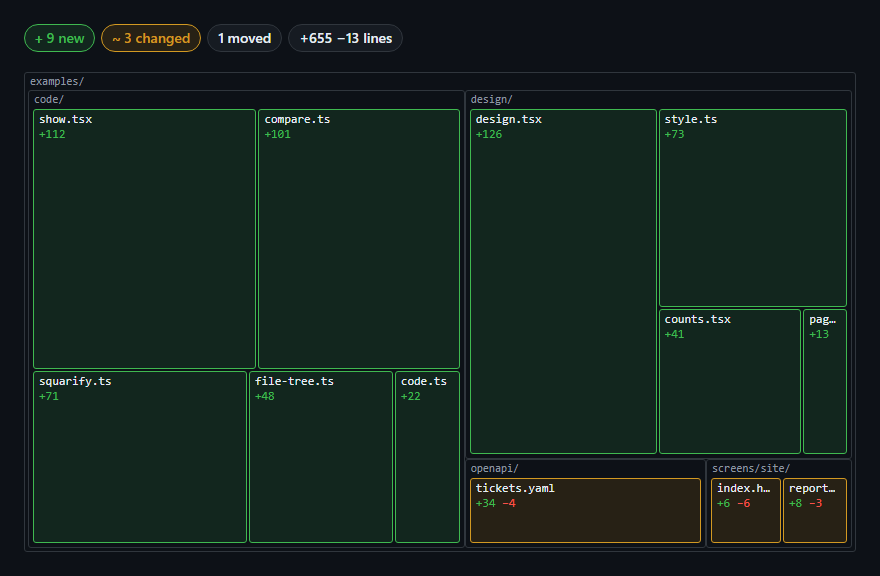 + 9 new
~ 3 changed
1 moved
+655 −13 lines
examples/
code/
show.tsx
+112
compare.ts
+101
squarify.ts
+71
file-tree.ts
+48
code.ts
+22
design/
design.tsx
+126
style.ts
+73
counts.tsx
+41
pag…
+13
openapi/
tickets.yaml
+34 −4
screens/site/
index.h…
+6 −6
report…
+8 −3